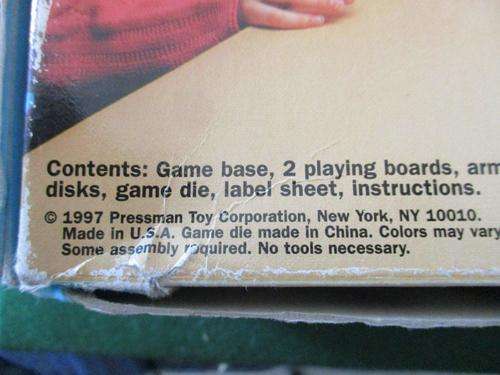 Contents: Game base, 2 playing boards, arm
disks, game die, label sheet, instructions.
© 1997 Pressman Toy Corporation, New York, NY 10010.
Made in U.S.A. Game die made in China. Colors may vary
Some assembly required. No tools necessary.